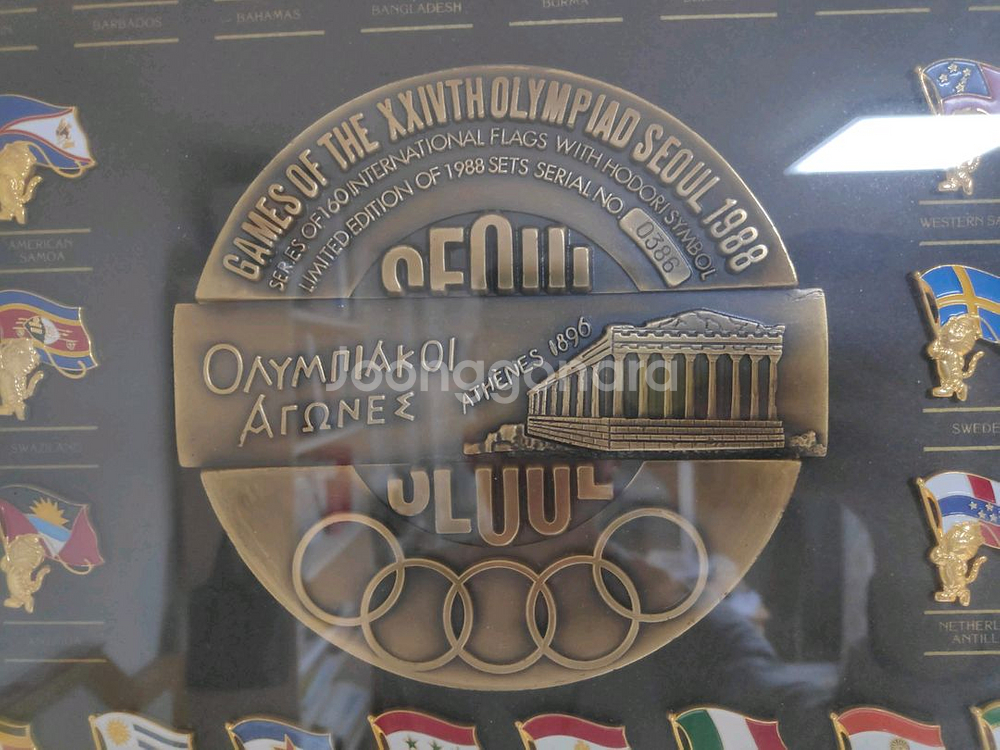 BARBADOS
BAHAMAS
BANGLADESH
BURMA
GAMES OF THE XXIVTH OLYMPIAD SEOUL 1988
SERIES OF 160 INTERNATIONAL FLAGS WITH HODORI SYMBOL
LIMITED EDITION OF 1988 SETS SERIAL NO 0386
SEOUL
AMERICAN
SAMOA
WESTERN
ΟΛΥΜΠΙΑΚΟΙ
ΑΓΩΝΕΣ
ATHÈNES 1896
Joonggonara
SWAZILAND
SWEDE
SEOUL
NETHERL
ANTILL